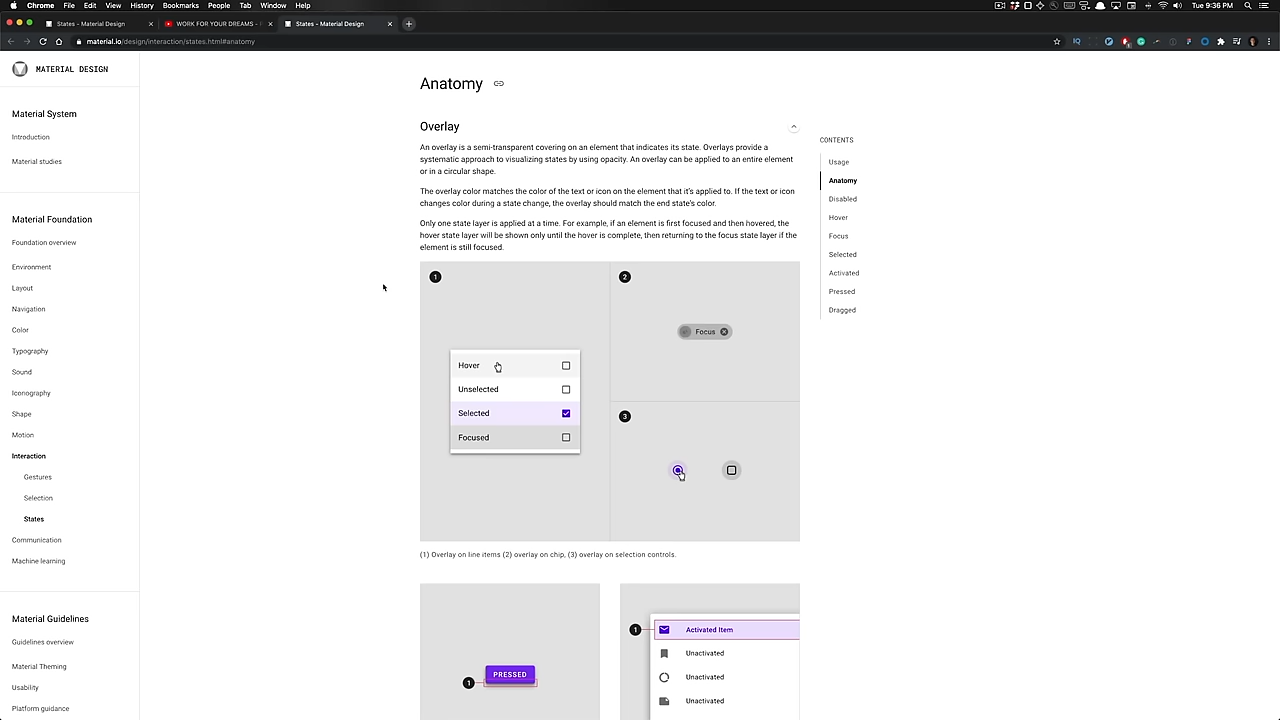 Chrome File Edit View History Bookmarks People Tab Window Help
Tue 9:36 PM
States - Material Design
WORK FOR YOUR DREAMS -
States - Material Design
material.io/design/interaction/states.html#anatomy
MATERIAL DESIGN
Material System
Introduction
Material studies
Material Foundation
Foundation overview
Environment
Layout
Navigation
Color
Typography
Sound
Iconography
Shape
Motion
Interaction
Gestures
Selection
States
Communication
Machine learning
Material Guidelines
Guidelines overview
Material Theming
Usability
Platform guidance
Anatomy
Overlay
An overlay is a semi-transparent covering on an element that indicates its state. Overlays provide a
systematic approach to visualizing states by using opacity. An overlay can be applied to an entire element
or in a circular shape.
The overlay color matches the color of the text or icon on the element that it's applied to. If the text or icon
changes color during a state change, the overlay should match the end state's color.
Only one state layer is applied at a time. For example, if an element is first focused and then hovered, the
hover state layer will be shown only until the hover is complete, then returning to the focus state layer if the
element is still focused.
1
Hover
Unselected
Selected
Focused
2
Focus
3
(1) Overlay on line items (2) overlay on chip, (3) overlay on selection controls.
1
PRESSED
1
Activated Item
Unactivated
Unactivated
Unactivated
CONTENTS
Usage
Anatomy
Disabled
Hover
Focus
Selected
Activated
Pressed
Dragged